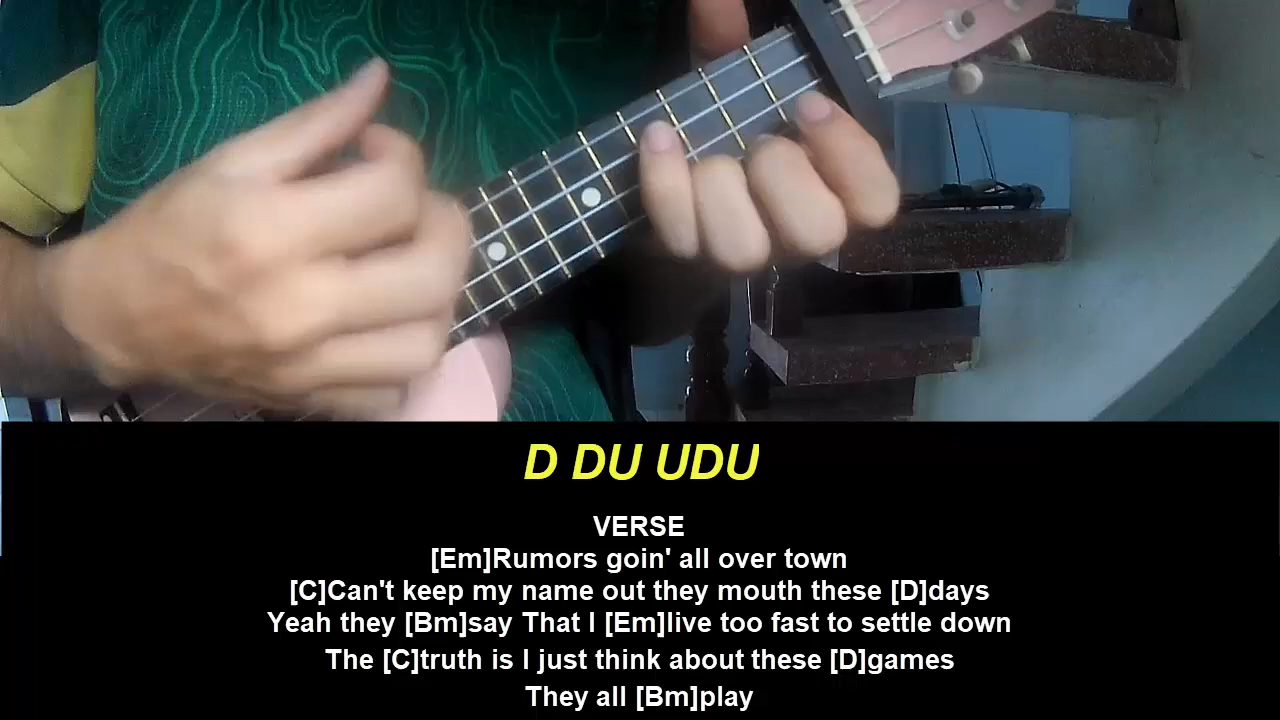 D DU UDU
VERSE
[Em]Rumors goin' all over town
[C]Can't keep my name out they mouth these [D]days
Yeah they [Bm]say That I [Em]live too fast to settle down
The [C]truth is I just think about these [D]games
They all [Bm]play